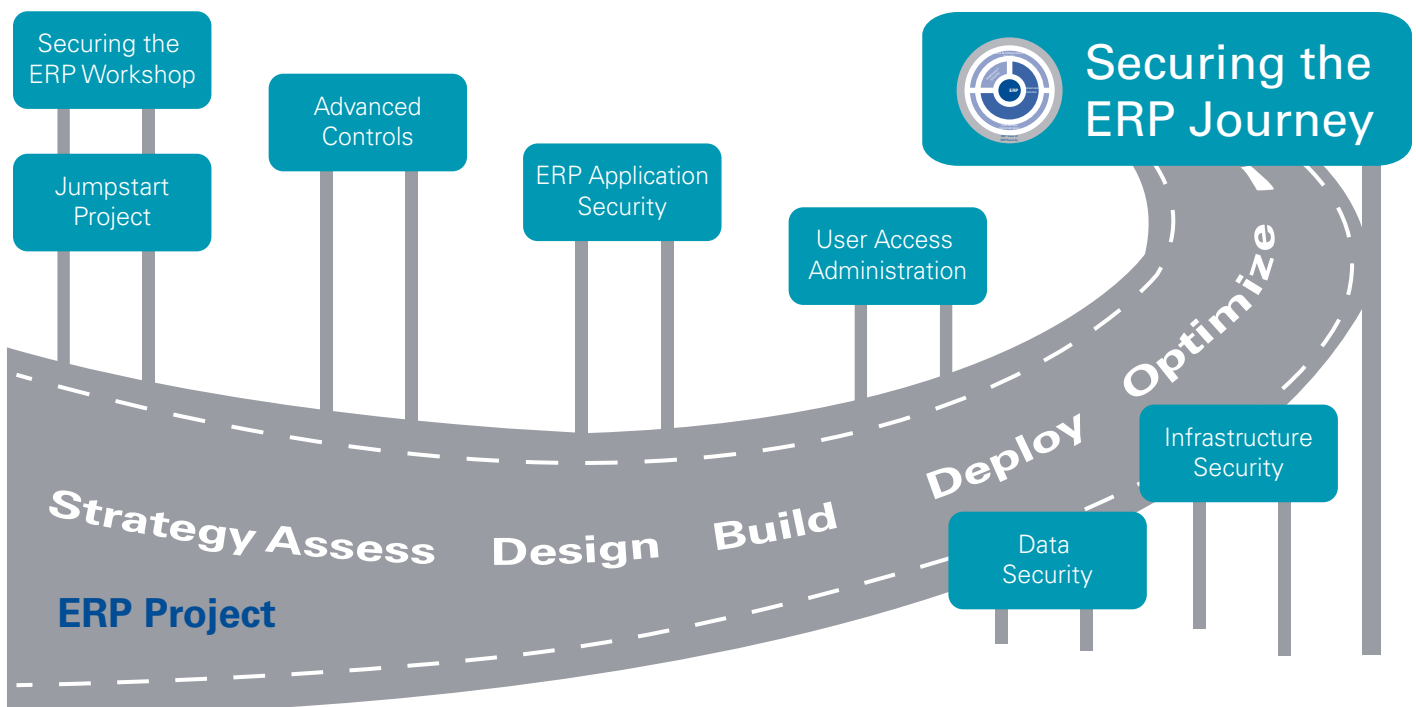 Securing the
ERP Workshop
Jumpstart
Project
Advanced
Controls
ERP Application
Security
User Access
Administration
ERP
Securing the
ERP Journey
Strategy Assess Design Build Deploy Optimize
ERP Project
Data
Security
Infrastructure
Security